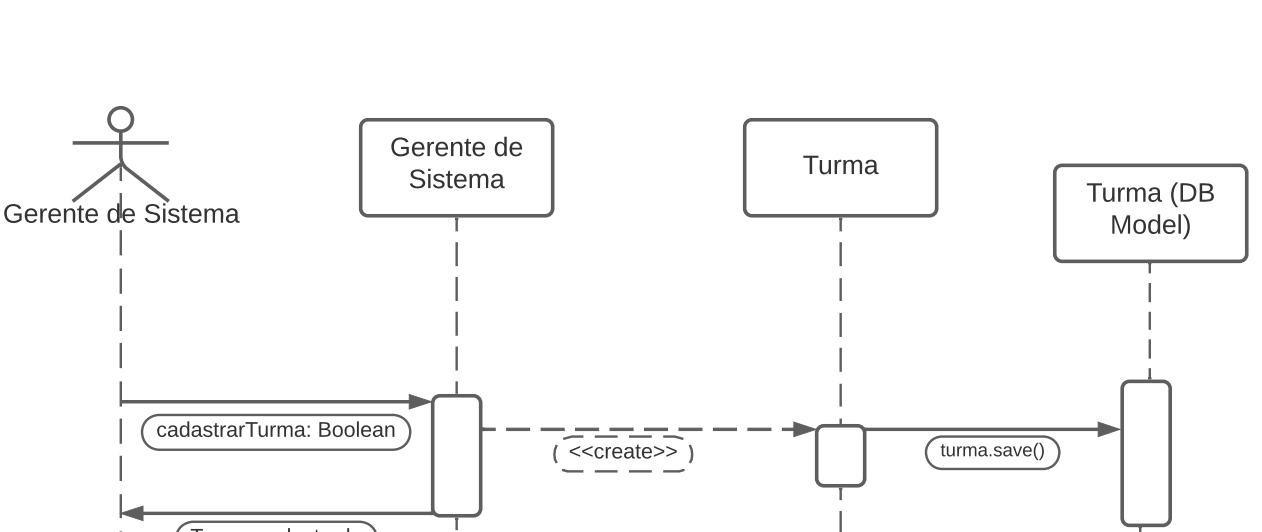 Gerente de Sistema
Gerente de
Sistema
Turma
Turma (DB
Model)
cadastrarTurma: Boolean
<<create>>
turma.save()